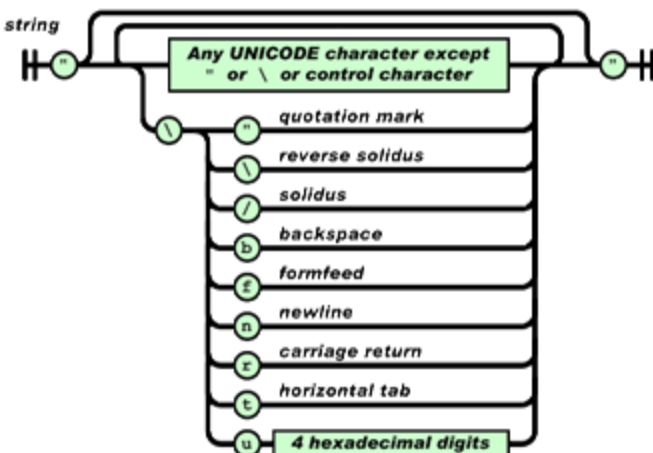 string
"
Any UNICODE character except
" or \ or control character
"
\
" quotation mark
\ reverse solidus
/ solidus
b backspace
f formfeed
n newline
r carriage return
t horizontal tab
u 4 hexadecimal digits